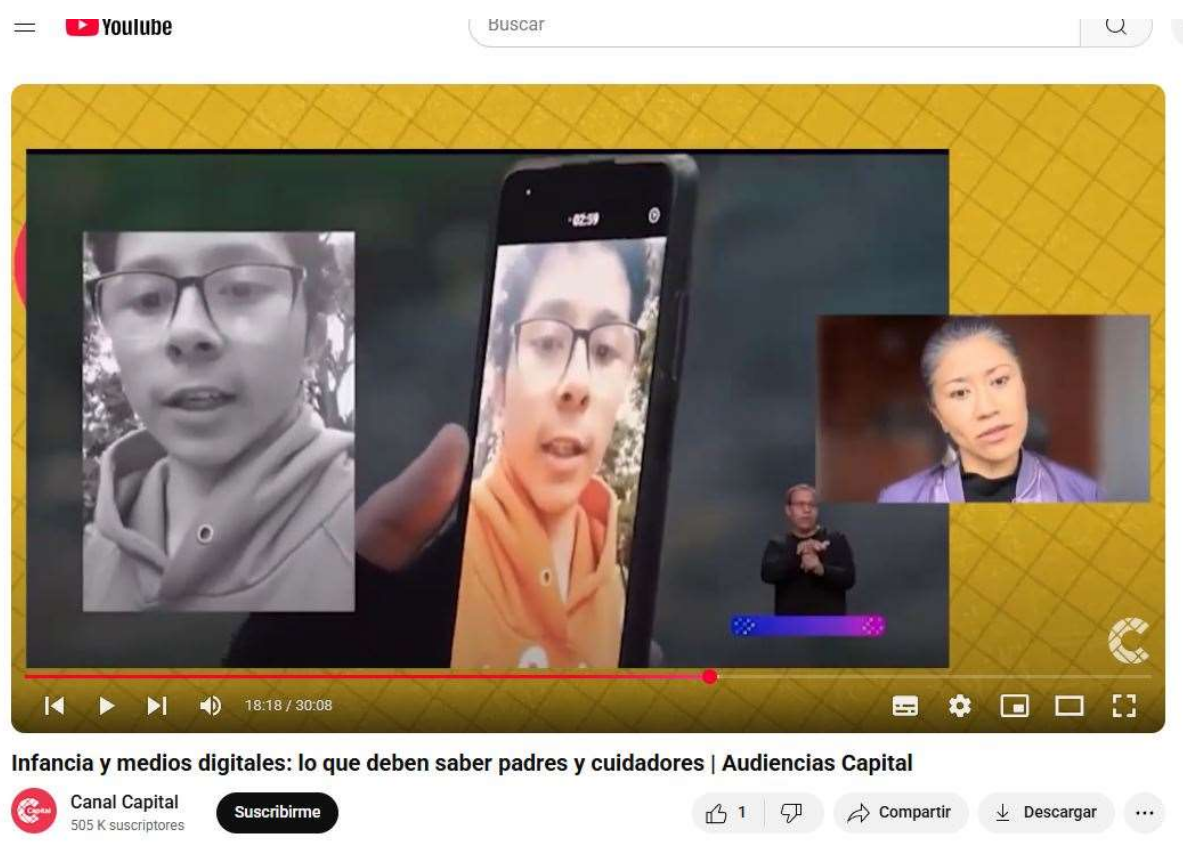 YouTube
Buscar
02:59
18:18 / 30:08
Infancia y medios digitales: lo que deben saber padres y cuidadores | Audiencias Capital
Capital
Canal Capital
505 K suscriptores
Suscribirme
1
Compartir
Descargar